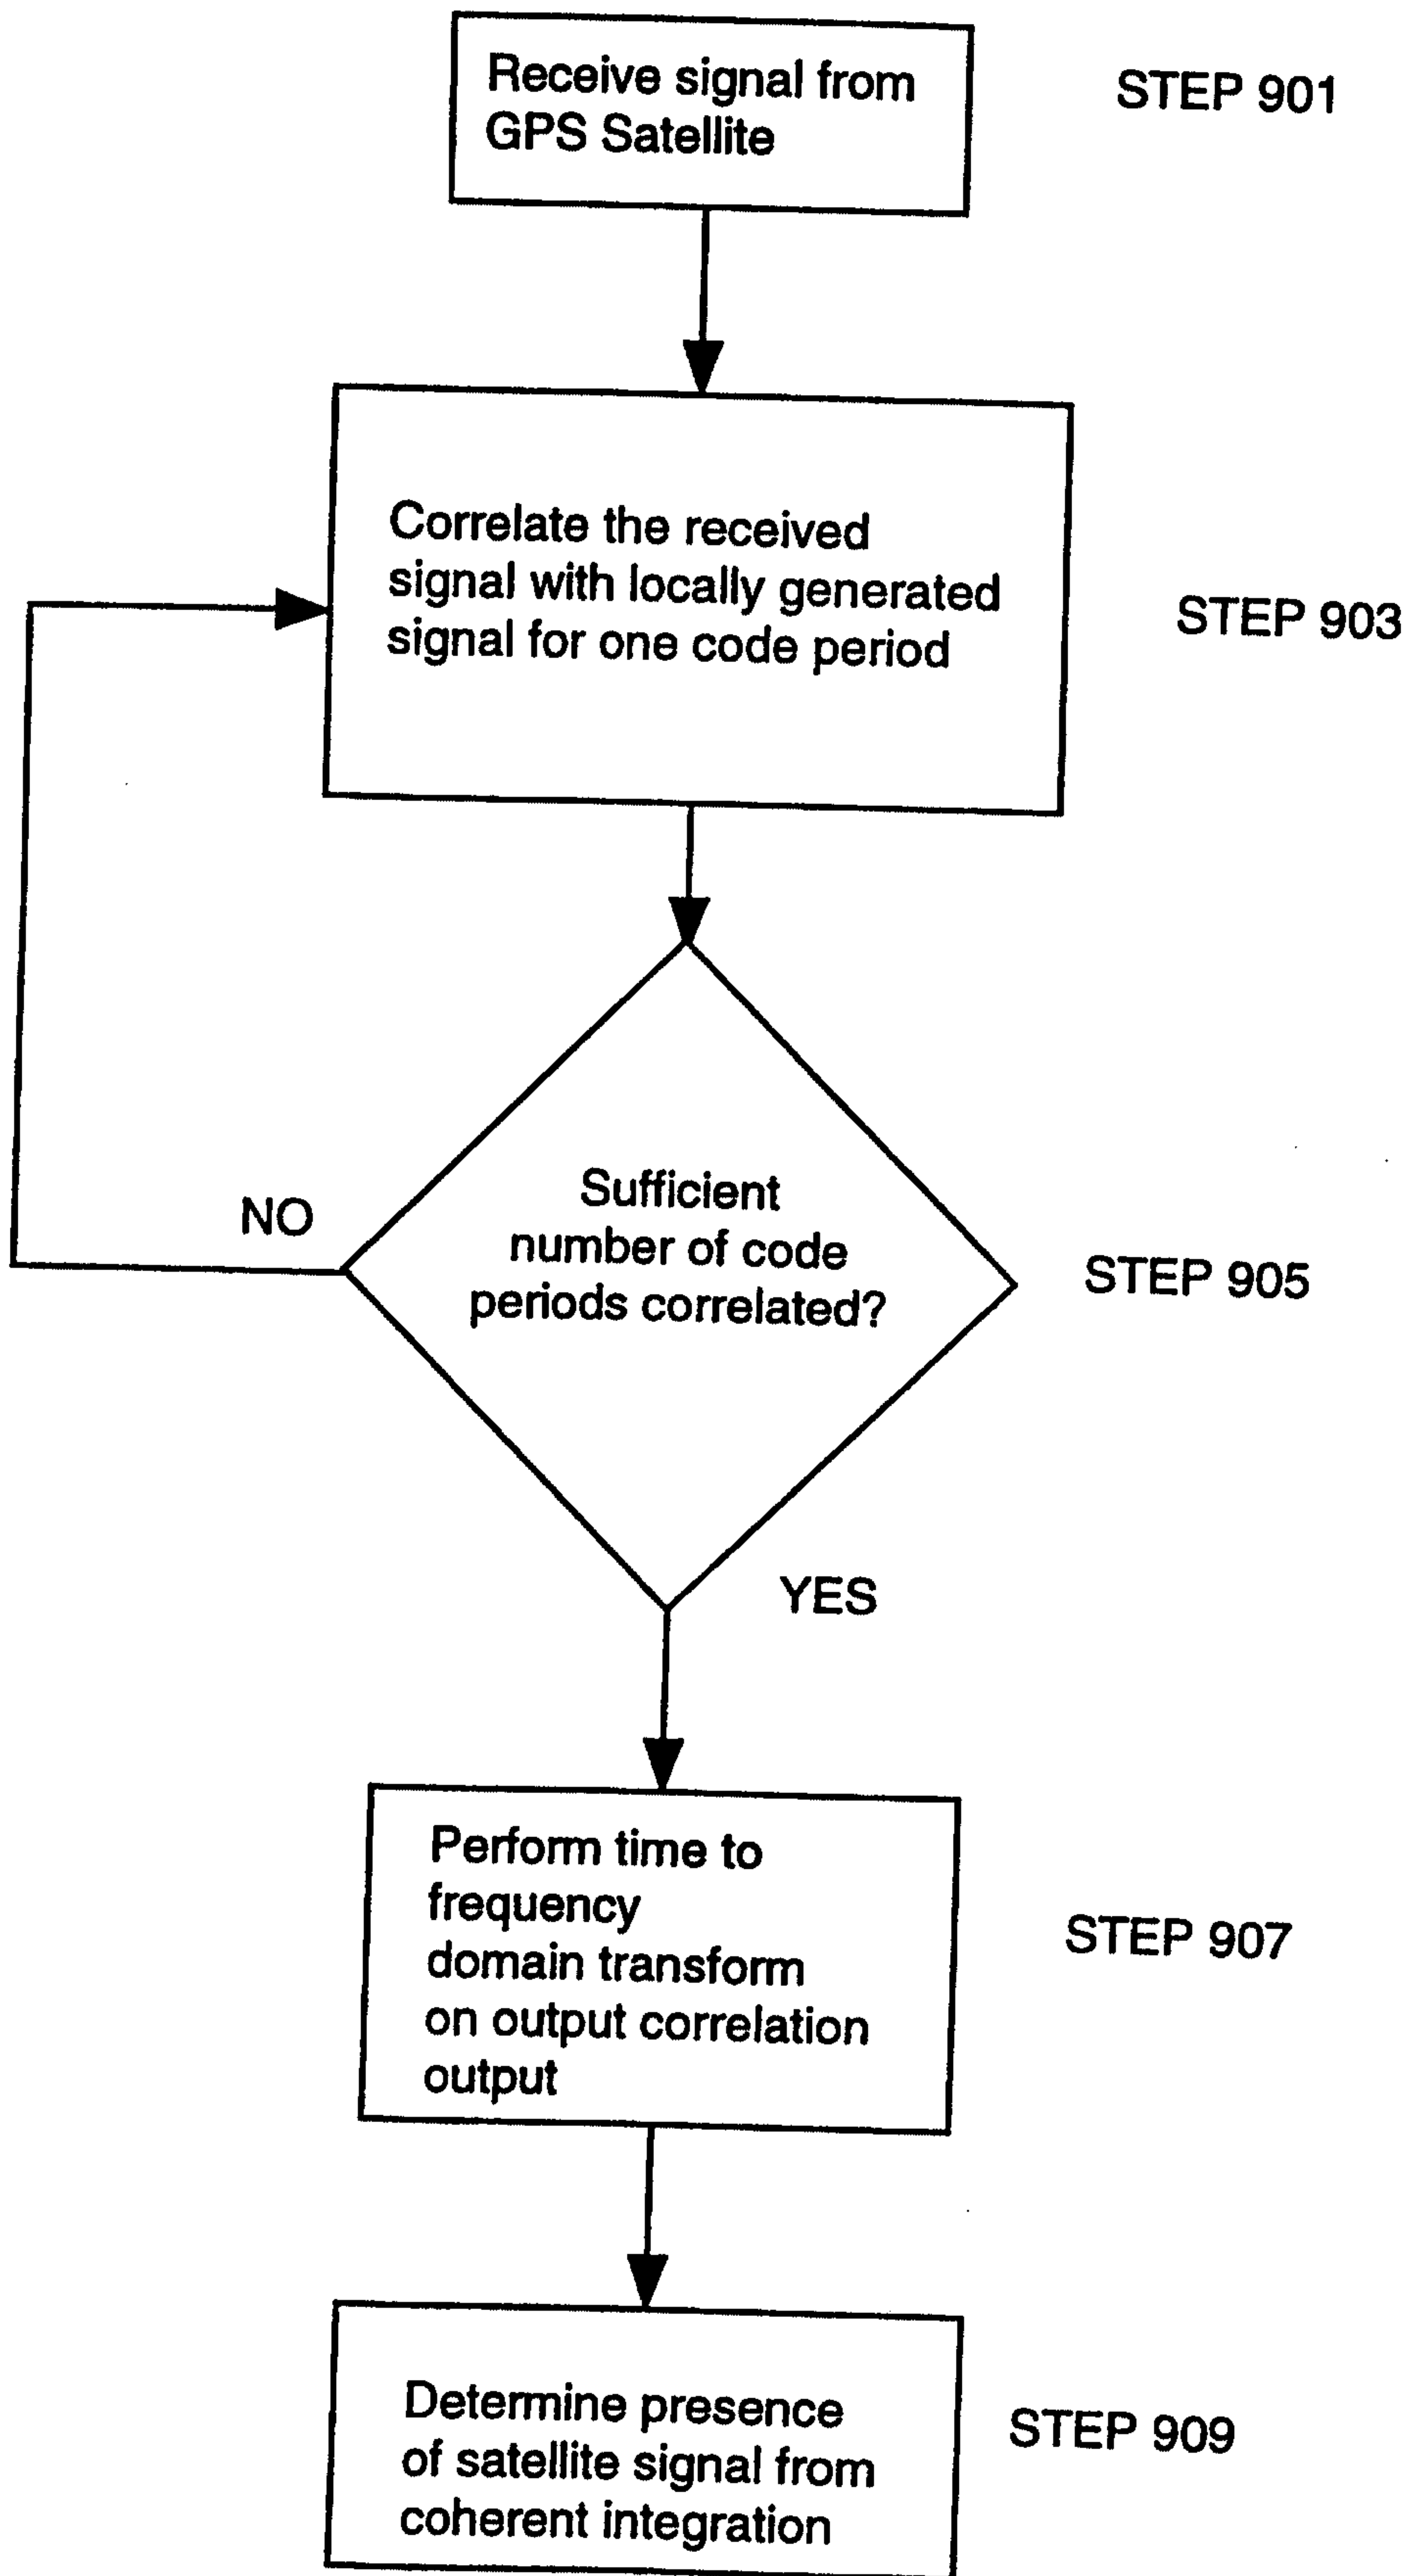 Receive signal from
GPS Satellite
STEP 901
Correlate the received
signal with locally generated
signal for one code period
STEP 903
Sufficient
number of code
periods correlated?
NO
STEP 905
YES
Perform time to
frequency
domain transform
on output correlation
output
STEP 907
Determine presence
of satellite signal from
coherent integration
STEP 909